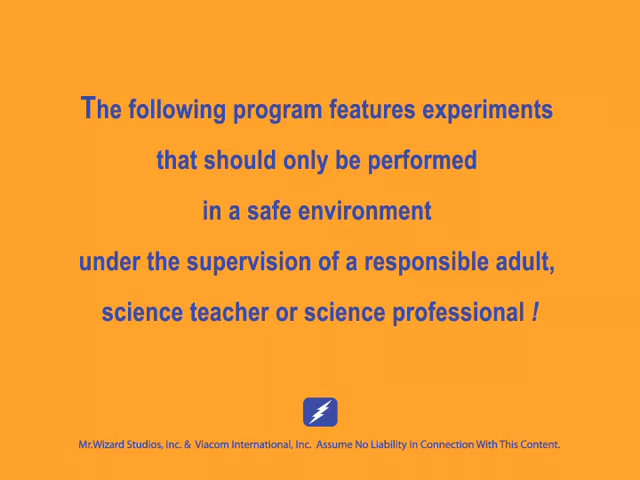 The following program features experiments
that should only be performed
in a safe environment
under the supervision of a responsible adult,
science teacher or science professional !
Mr.Wizard Studios, Inc. & Viacom International, Inc. Assume No Liability In Connection With This Content.